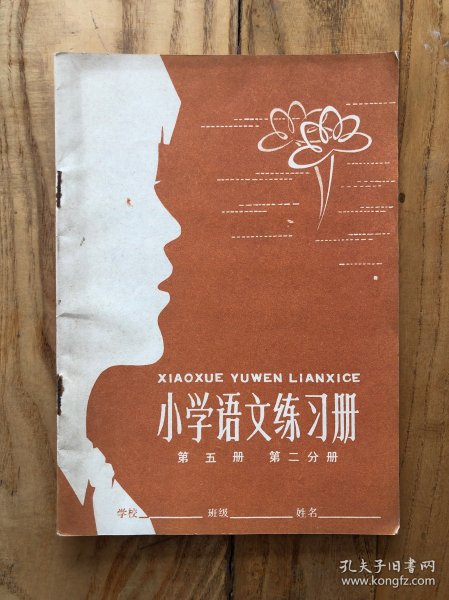 XIAOXUE YUWEN LIANXICE
小学语文练习册
第五册 第二分册
学校 班级 姓名
孔夫子旧书网
www.kongfz.com